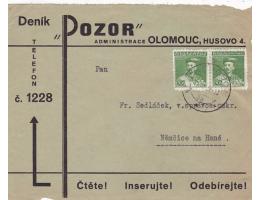 Deník
"POZOR"
ADMINISTRACE OLOMOUC, HUSOVO 4.
TELEFON
č. 1228
Pan
Fr. Sedláček, v.
Němčice na Hané.
Čtěte! Inserujte! Odebírejte!